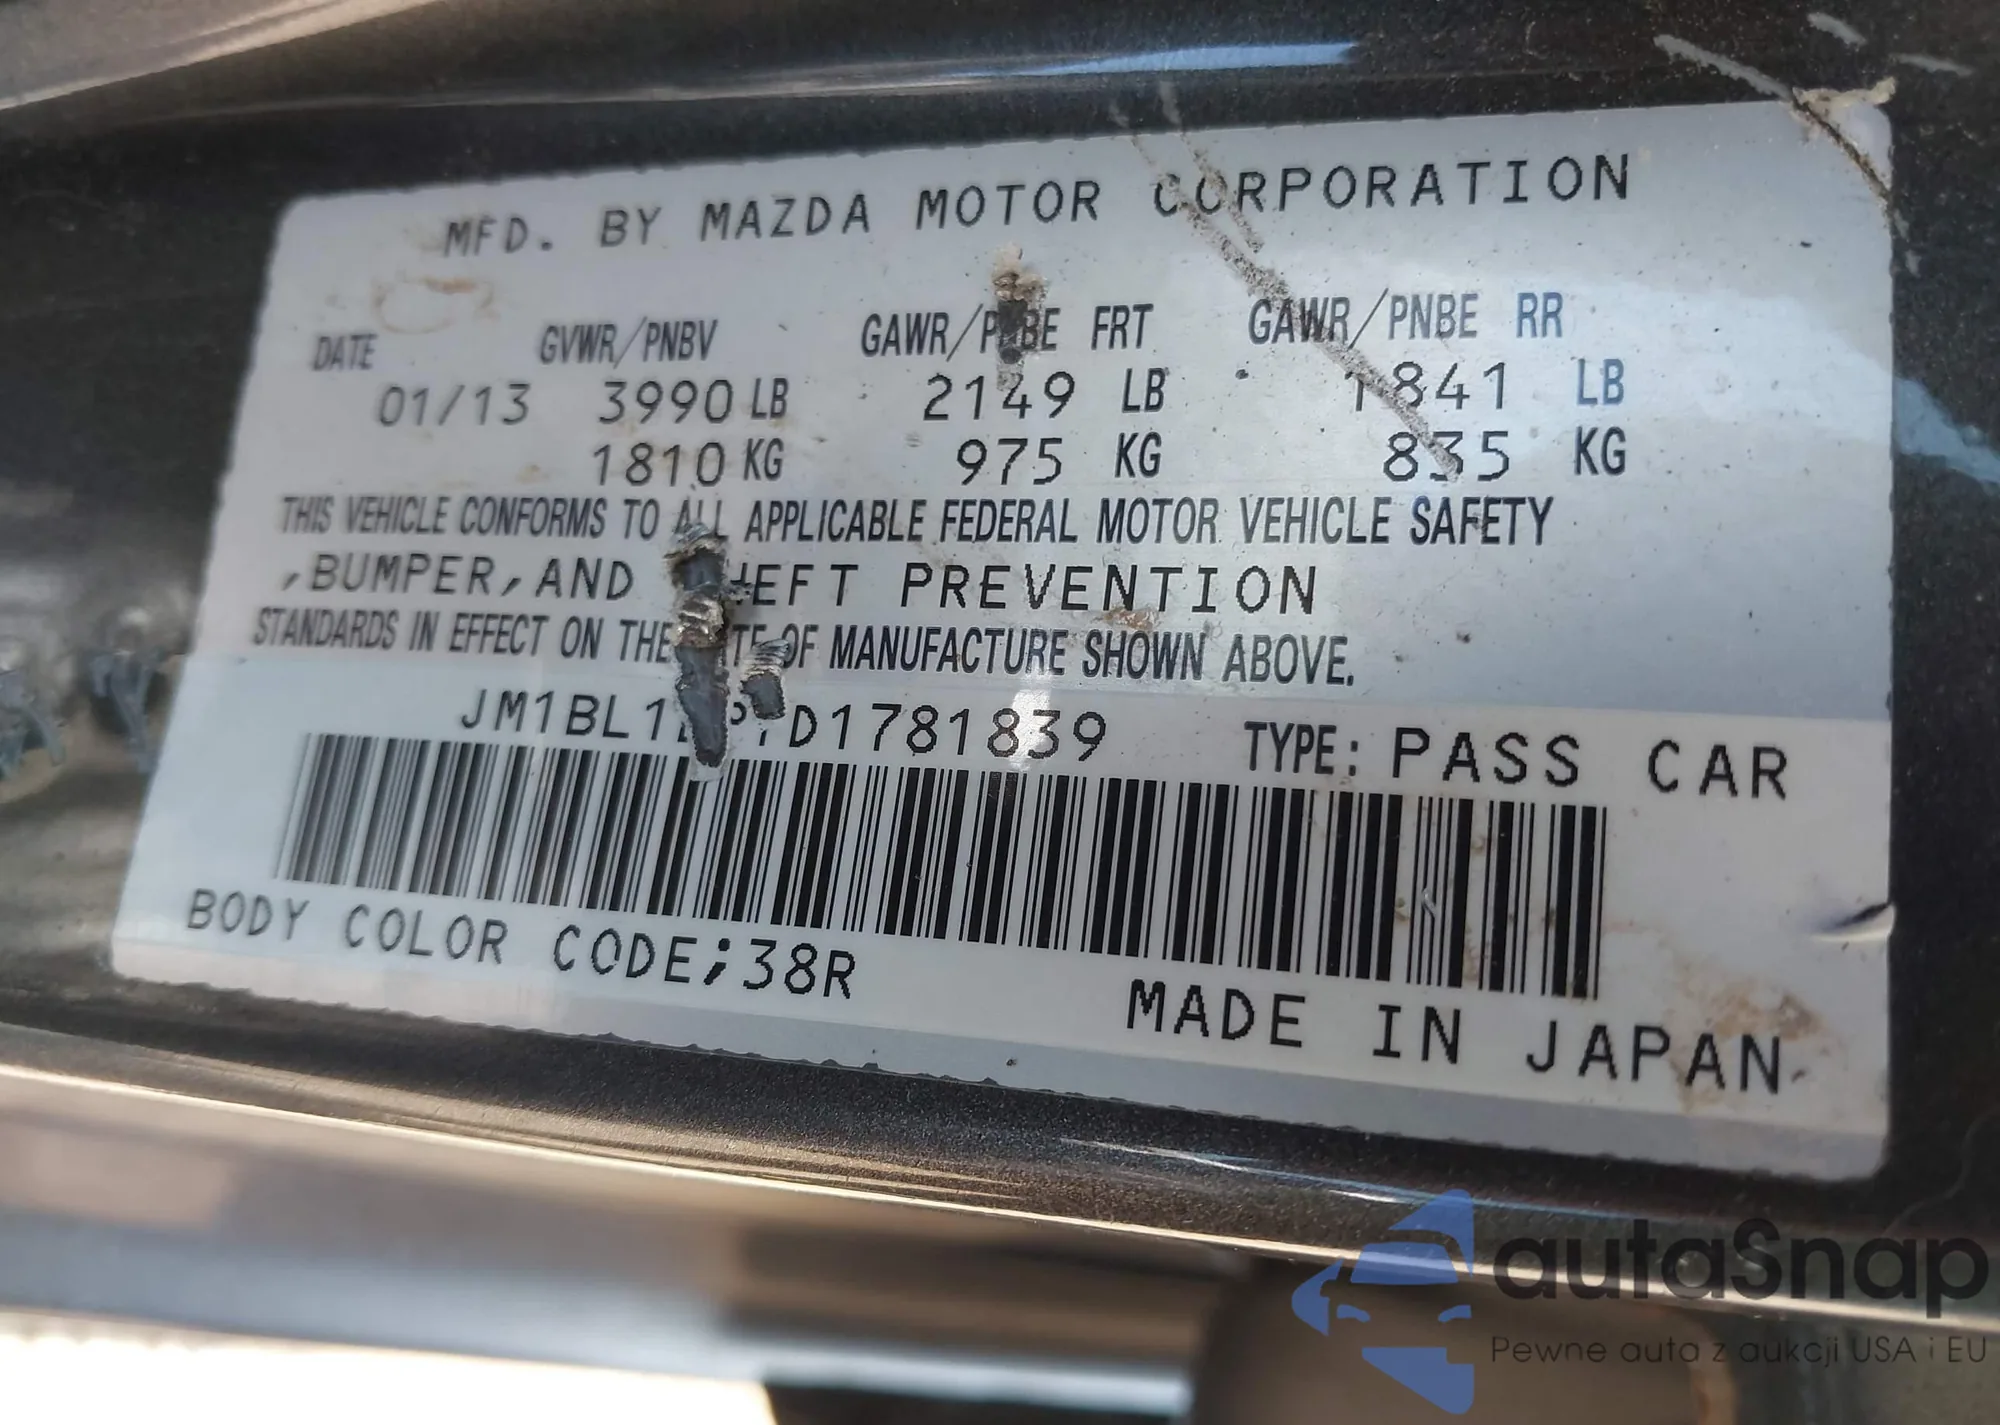 MFD. BY MAZDA MOTOR CORPORATION
DATE GVWR/PNBV GAWR/PNBE FRT GAWR/PNBE RR
01/13 3990 LB 2149 LB 1841 LB
1810 KG 975 KG 835 KG
THIS VEHICLE CONFORMS TO ALL APPLICABLE FEDERAL MOTOR VEHICLE SAFETY
,BUMPER,AND THEFT PREVENTION
STANDARDS IN EFFECT ON THE OF MANUFACTURE SHOWN ABOVE.
TYPE: PASS CAR
BODY COLOR CODE;38R
MADE IN JAPAN
autaSnap
Pewne auta z aukcji USA i EU